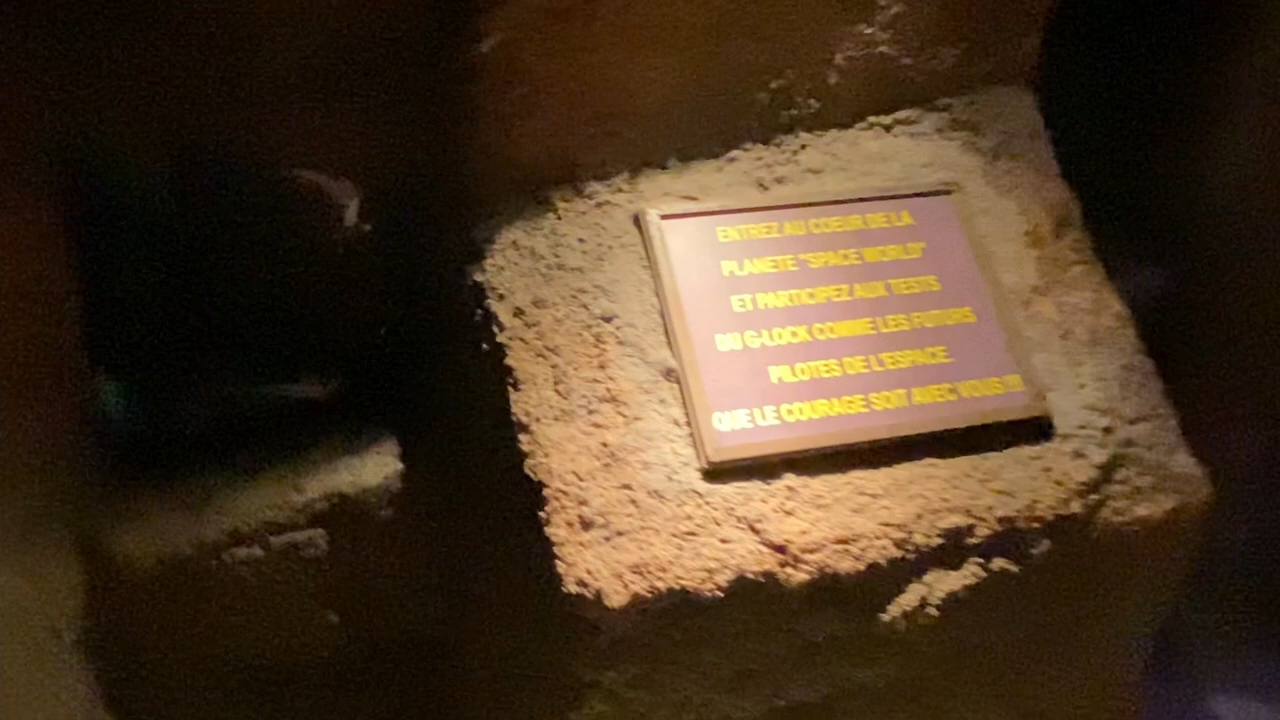 ENTREZ AU COEUR DE LA
PLANETE "SPACE WORLD"
ET PARTICIPEZ AUX TESTS
DU G-LOCK COMME LES FUTURS
PILOTES DE L'ESPACE
QUE LE COURAGE SOIT AVEC VOUS !!!